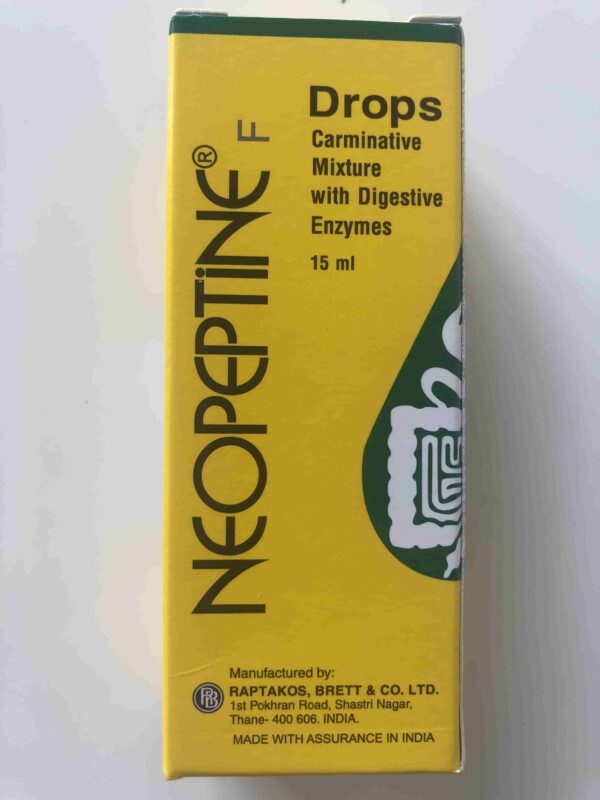 NEOPEPTINE® F
Drops
Carminative
Mixture
with Digestive
Enzymes
15 ml
Manufactured by:
RB
RAPTAKOS, BRETT & CO. LTD.
1st Pokhran Road, Shastri Nagar,
Thane- 400 606. INDIA.
MADE WITH ASSURANCE IN INDIA